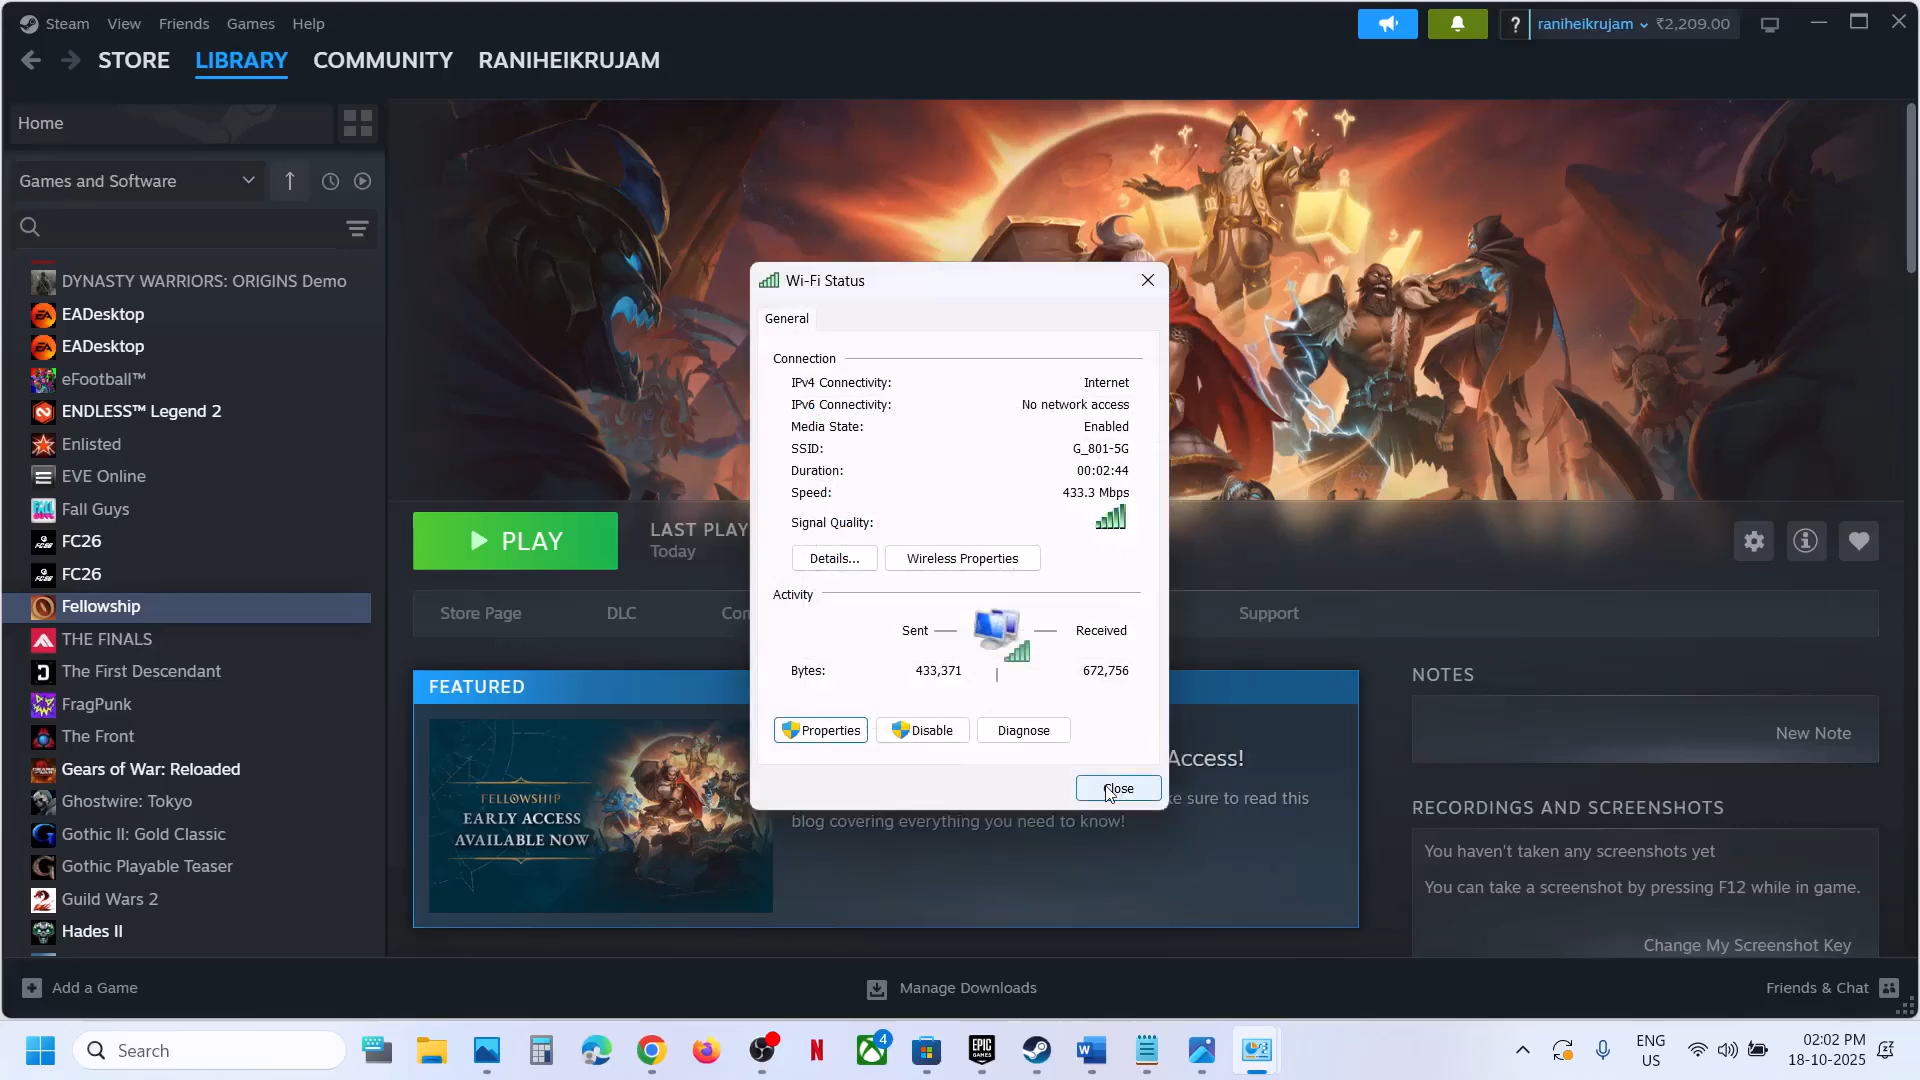 Steam View Friends Games Help
raniheikrujam ₹2,209.00
STORE LIBRARY COMMUNITY RANIHEIKRUJAM
Home
Games and Software
DYNASTY WARRIORS: ORIGINS Demo
EADesktop
EADesktop
eFootball™
ENDLESS™ Legend 2
Enlisted
EVE Online
Fall Guys
FC26
FC26
Fellowship
THE FINALS
The First Descendant
FragPunk
The Front
Gears of War: Reloaded
Ghostwire: Tokyo
Gothic II: Gold Classic
Gothic Playable Teaser
Guild Wars 2
Hades II
PLAY
LAST PLAY
Today
Store Page DLC Support
FEATURED
FELLOWSHIP
EARLY ACCESS
AVAILABLE NOW
Access!
ke sure to read this
blog covering everything you need to know!
NOTES
New Note
RECORDINGS AND SCREENSHOTS
You haven't taken any screenshots yet
You can take a screenshot by pressing F12 while in game.
Change My Screenshot Key
Wi-Fi Status
General
Connection
IPv4 Connectivity: Internet
IPv6 Connectivity: No network access
Media State: Enabled
SSID: G_801-5G
Duration: 00:02:44
Speed: 433.3 Mbps
Signal Quality:
Details... Wireless Properties
Activity
Sent Received
Bytes: 433,371 672,756
Properties Disable Diagnose
Close
Add a Game Manage Downloads Friends & Chat
Search
4
EPIC
GAMES
ENG
US
02:02 PM
18-10-2025